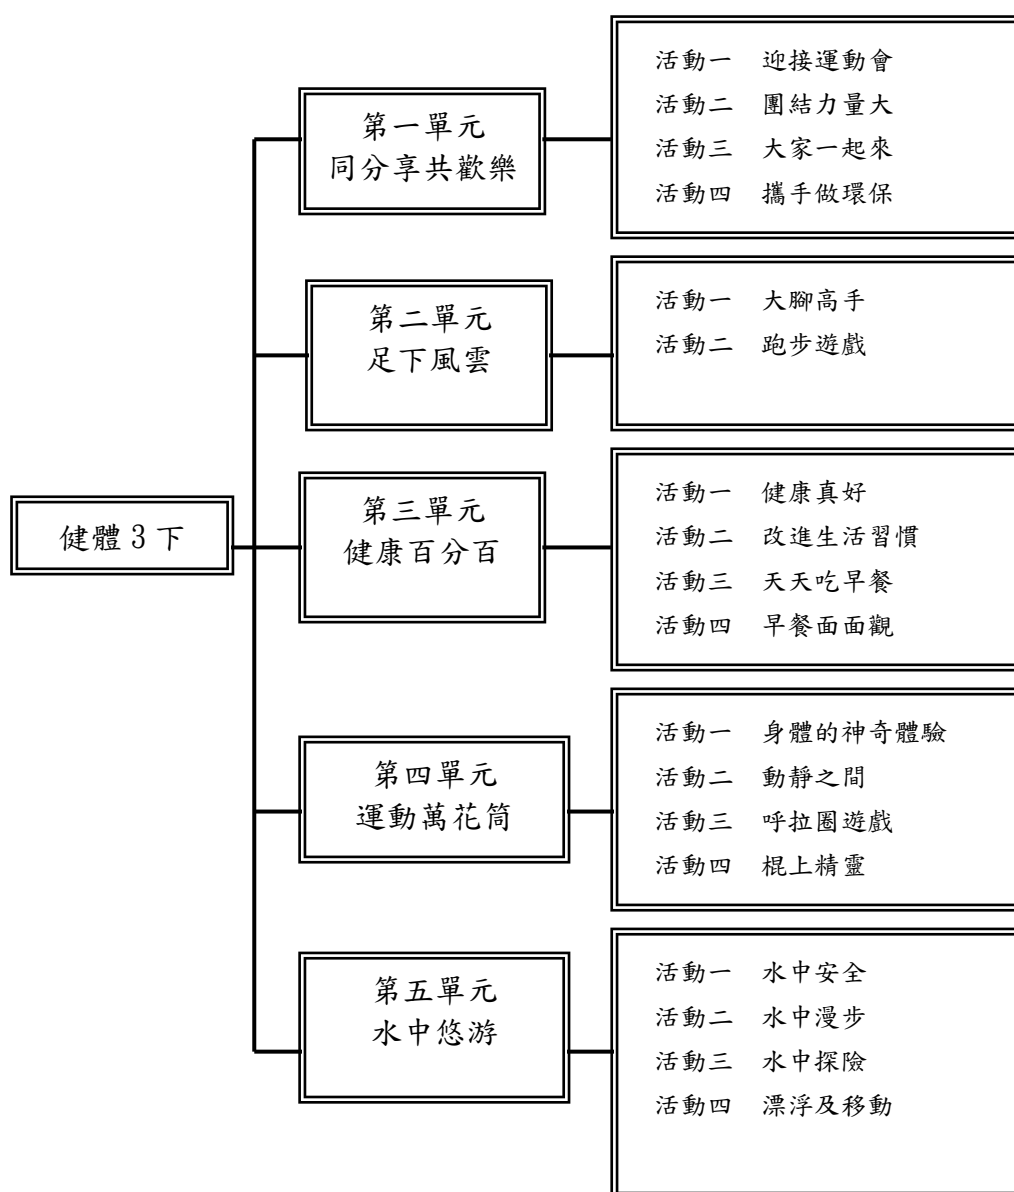 健體 3 下
第一單元
同分享共歡樂
活動一　迎接運動會
活動二　團結力量大
活動三　大家一起來
活動四　攜手做環保
第二單元
足下風雲
活動一　大腳高手
活動二　跑步遊戲
第三單元
健康百分百
活動一　健康真好
活動二　改進生活習慣
活動三　天天吃早餐
活動四　早餐面面觀
第四單元
運動萬花筒
活動一　身體的神奇體驗
活動二　動靜之間
活動三　呼拉圈遊戲
活動四　棍上精靈
第五單元
水中悠游
活動一　水中安全
活動二　水中漫步
活動三　水中探險
活動四　漂浮及移動